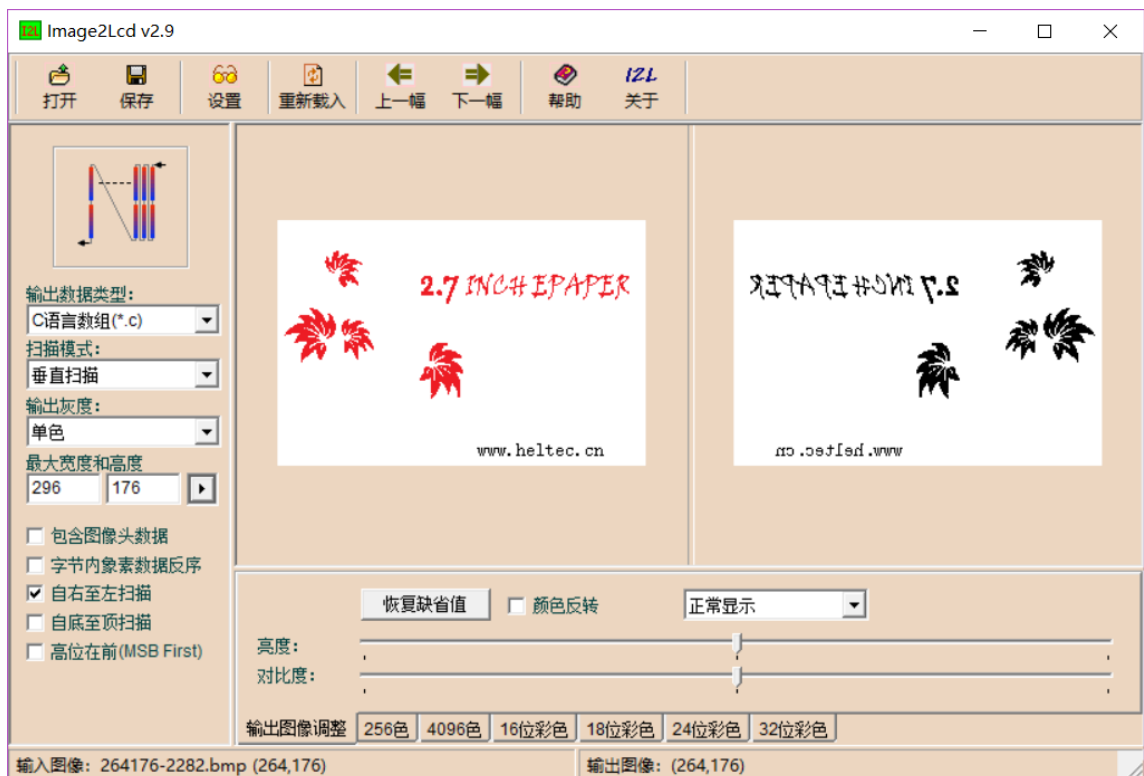 Image2Lcd v2.9
打开 保存 设置 重新载入 上一幅 下一幅 帮助 关于
I2L
输出数据类型:
C语言数组(*.c)
扫描模式:
垂直扫描
输出灰度:
单色
最大宽度和高度
296 176
包含图像头数据
字节内象素数据反序
自右至左扫描
自底至顶扫描
高位在前(MSB First)
2.7 INCH EPAPER
www.heltec.cn
2.7 INCH EPAPER
www.heltec.cn
恢复缺省值 颜色反转 正常显示
亮度:
对比度:
输出图像调整 256色 4096色 16位彩色 18位彩色 24位彩色 32位彩色
输入图像: 264176-2282.bmp (264,176) 输出图像: (264,176)